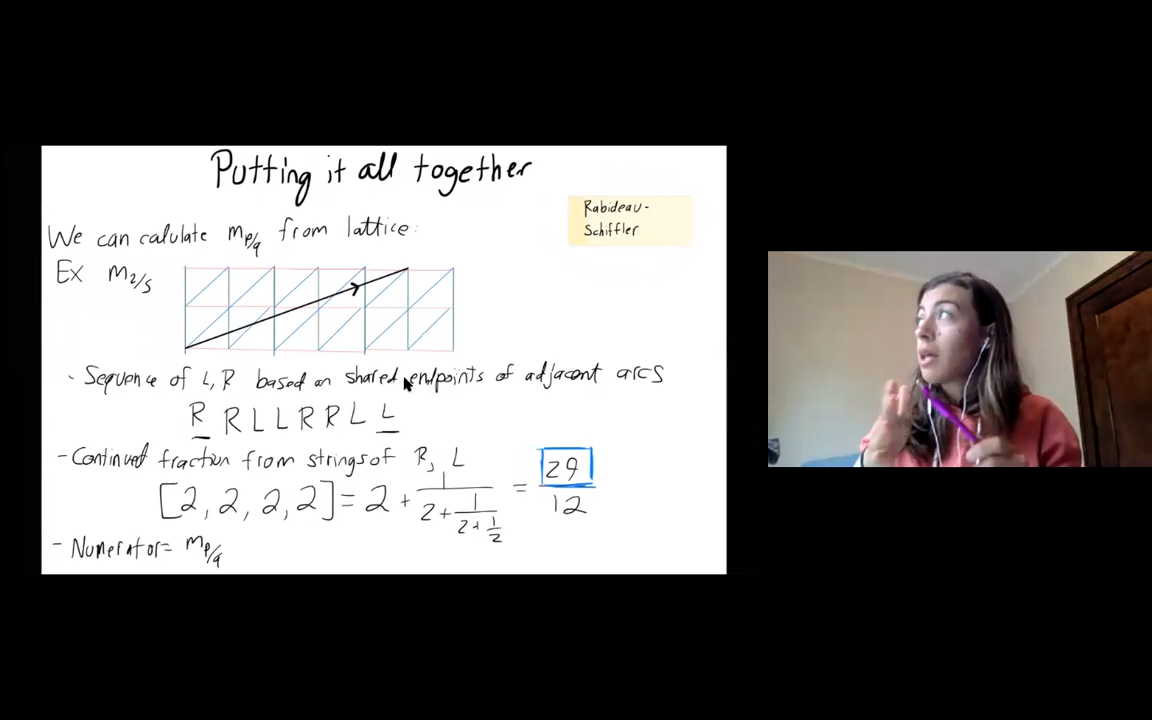 Putting it all together
Rabideau-
Schiffler
We can calulate m_{p/q} from lattice:
Ex m_{2/5}
· Sequence of L, R based on shared endpoints of adjacent arcs
R R L L R R L L
- Continued fraction from strings of R, L
[2, 2, 2, 2] = 2 + 1/(2 + 1/(2 + 1/2)) = 29/12
- Numerator = m_{p/q}